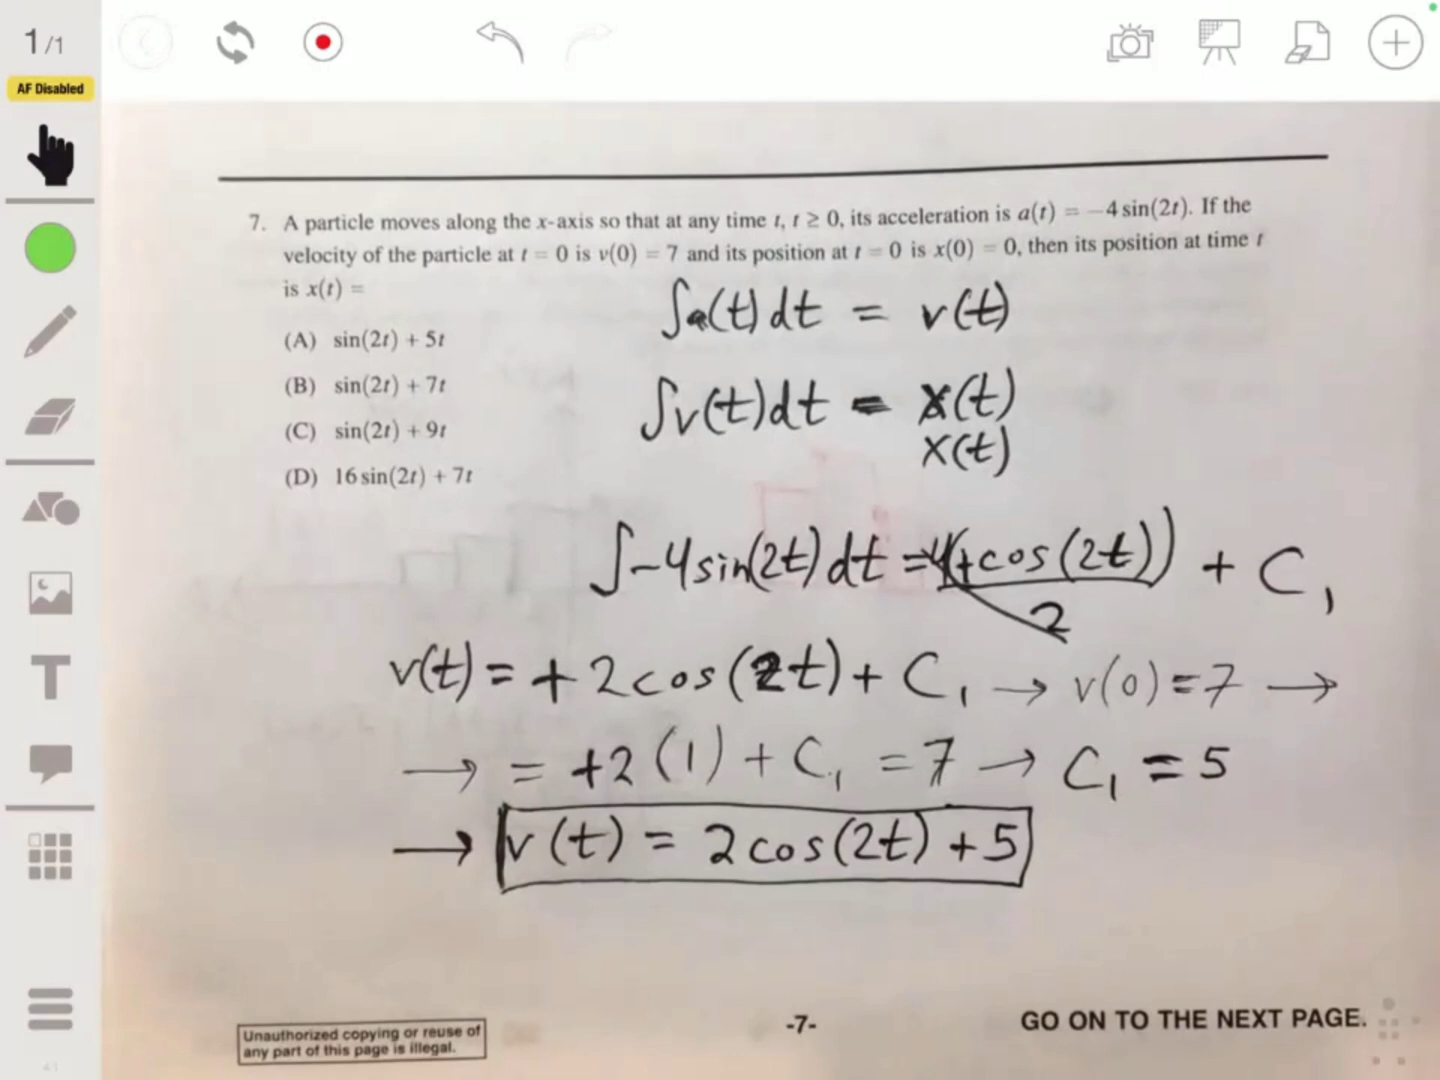 1/1
AF Disabled
7. A particle moves along the x-axis so that at any time t, t ≥ 0, its acceleration is a(t) = −4 sin(2t). If the
velocity of the particle at t = 0 is v(0) = 7 and its position at t = 0 is x(0) = 0, then its position at time t
is x(t) =
(A) sin(2t) + 5t
(B) sin(2t) + 7t
(C) sin(2t) + 9t
(D) 16 sin(2t) + 7t
∫a(t)dt = v(t)
∫v(t)dt = x(t)
x(t)
∫−4sin(2t)dt = 4(+cos(2t))/2 + C₁
v(t) = +2cos(2t) + C₁ → v(0) = 7 →
→ = +2(1) + C₁ = 7 → C₁ = 5
→ v(t) = 2cos(2t) + 5
Unauthorized copying or reuse of
any part of this page is illegal.
-7-
GO ON TO THE NEXT PAGE.